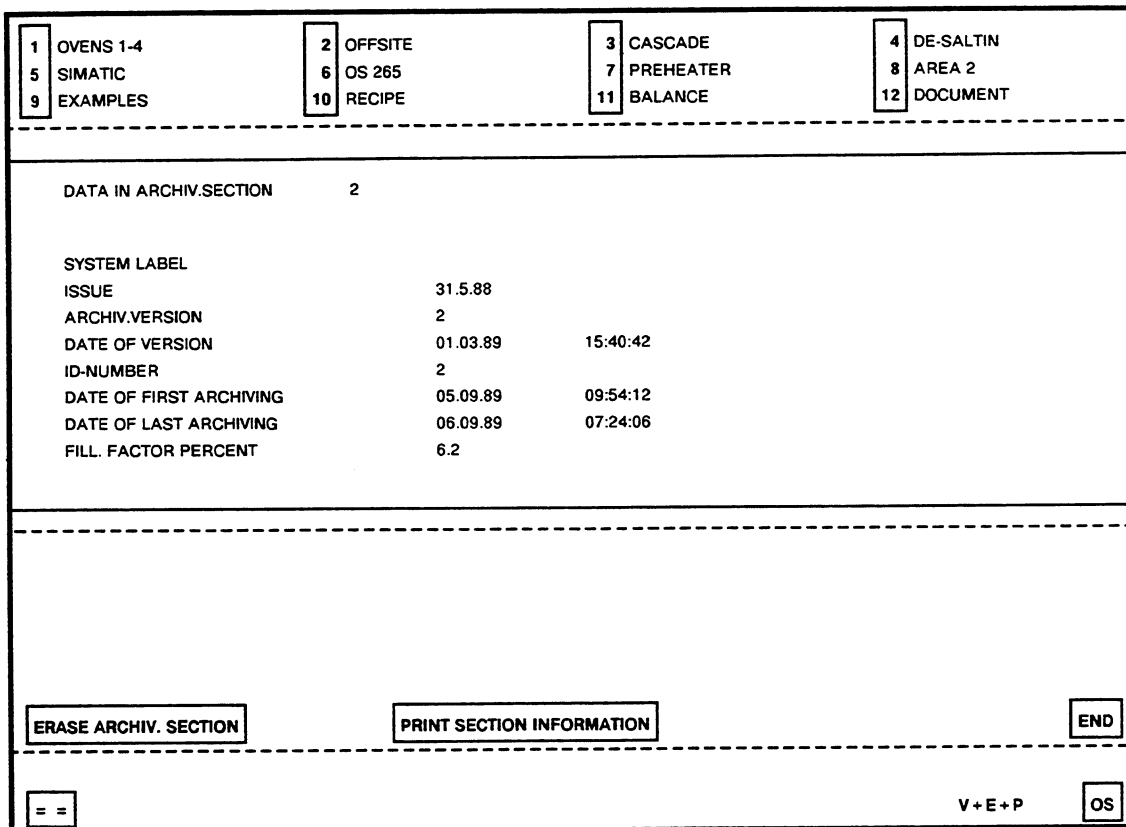 1 OVENS 1-4 2 OFFSITE 3 CASCADE 4 DE-SALTIN
5 SIMATIC 6 OS 265 7 PREHEATER 8 AREA 2
9 EXAMPLES 10 RECIPE 11 BALANCE 12 DOCUMENT
DATA IN ARCHIV.SECTION 2
SYSTEM LABEL
ISSUE 31.5.88
ARCHIV.VERSION 2
DATE OF VERSION 01.03.89 15:40:42
ID-NUMBER 2
DATE OF FIRST ARCHIVING 05.09.89 09:54:12
DATE OF LAST ARCHIVING 06.09.89 07:24:06
FILL. FACTOR PERCENT 6.2
ERASE ARCHIV. SECTION PRINT SECTION INFORMATION END
= = V+E+P OS